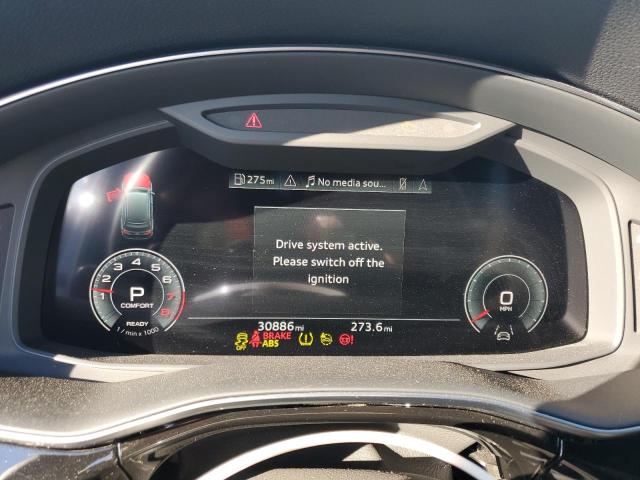 275mi No media sou...
Drive system active.
Please switch off the
ignition
1 2 3 4 5 6 7 8
P
COMFORT
READY
1 / min x 1000
0
MPH
30886mi 273.6mi
OFF BRAKE
ABS